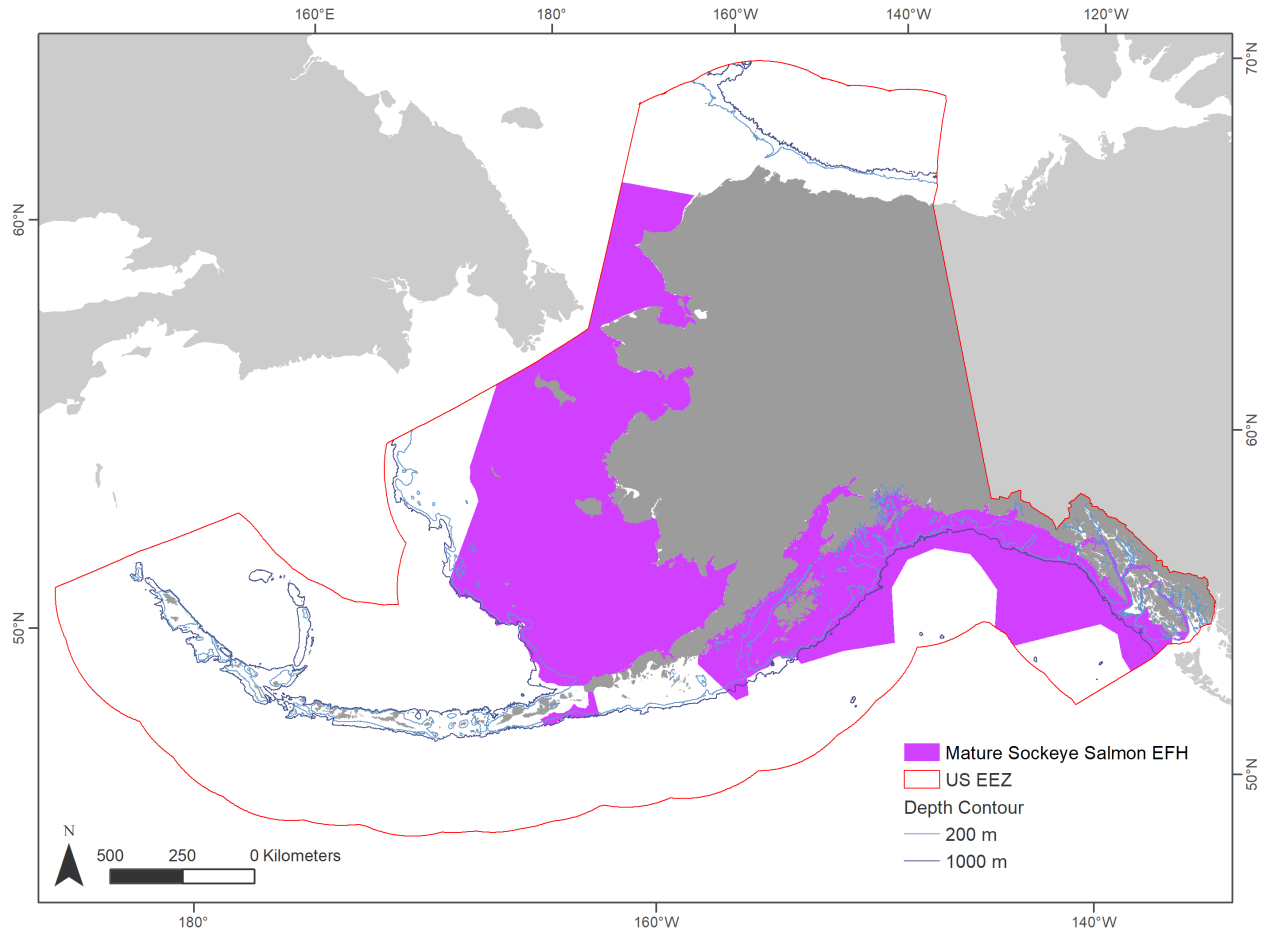 160°E 180° 160°W 140°W 120°W
70°N
60°N
60°N
50°N
50°N
Mature Sockeye Salmon EFH
US EEZ
Depth Contour
200 m
1000 m
N
500 250 0 Kilometers
180° 160°W 140°W